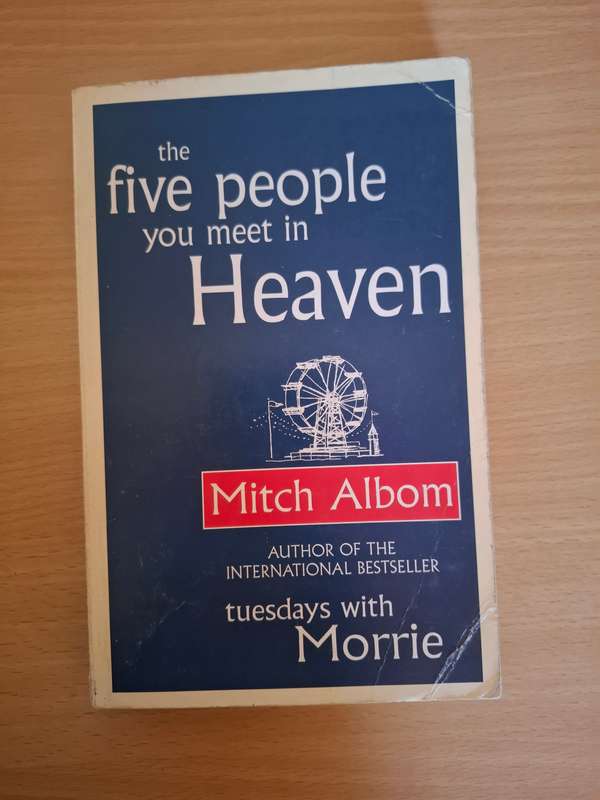 the
five people
you meet in
Heaven
Mitch Albom
AUTHOR OF THE
INTERNATIONAL BESTSELLER
tuesdays with
Morrie